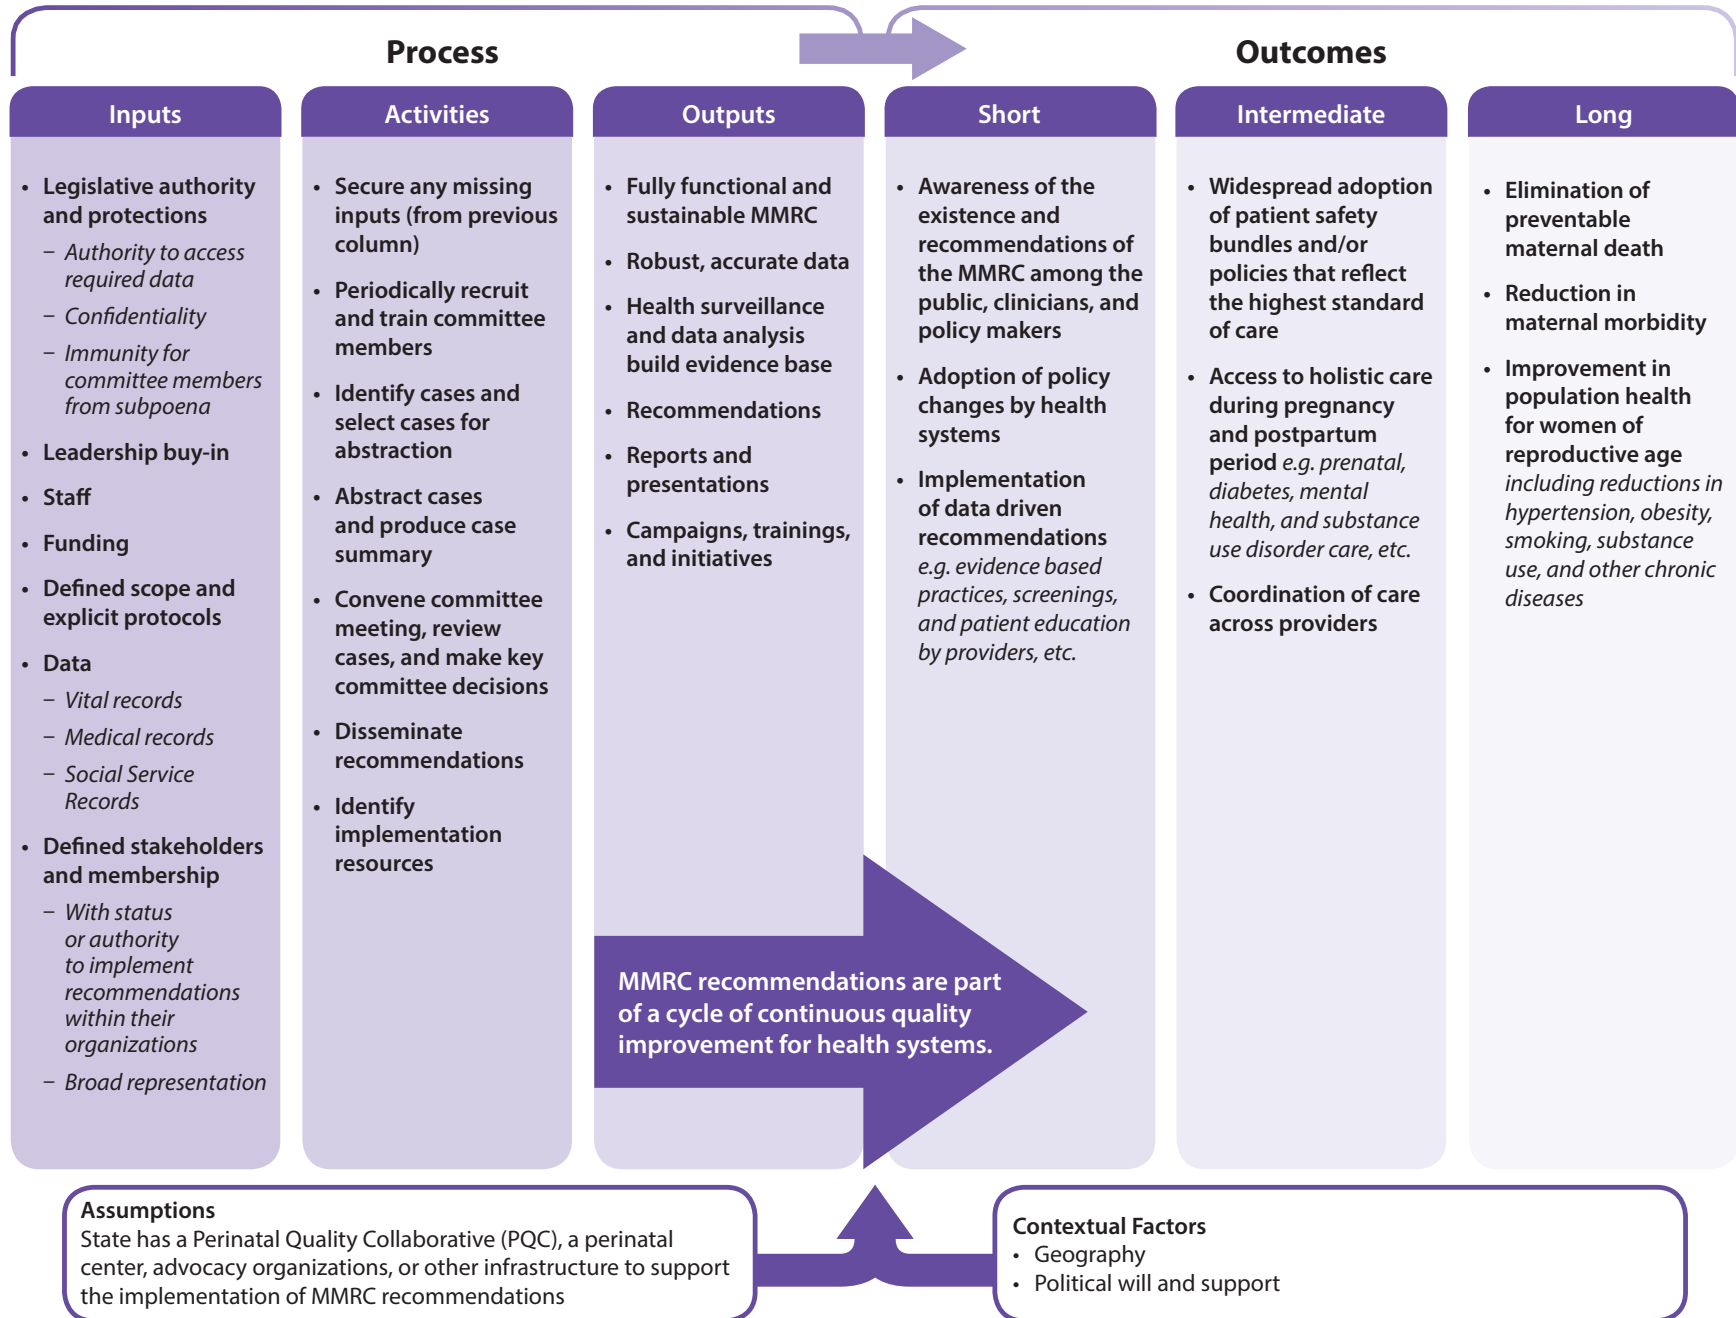 Process
Outcomes
Inputs
• Legislative authority
and protections
– Authority to access
required data
– Confidentiality
– Immunity for
committee members
from subpoena
• Leadership buy-in
• Staff
• Funding
• Defined scope and
explicit protocols
• Data
– Vital records
– Medical records
– Social Service
Records
• Defined stakeholders
and membership
– With status
or authority
to implement
recommendations
within their
organizations
– Broad representation
Activities
• Secure any missing
inputs (from previous
column)
• Periodically recruit
and train committee
members
• Identify cases and
select cases for
abstraction
• Abstract cases
and produce case
summary
• Convene committee
meeting, review
cases, and make key
committee decisions
• Disseminate
recommendations
• Identify
implementation
resources
Outputs
• Fully functional and
sustainable MMRC
• Robust, accurate data
• Health surveillance
and data analysis
build evidence base
• Recommendations
• Reports and
presentations
• Campaigns, trainings,
and initiatives
Short
• Awareness of the
existence and
recommendations of
the MMRC among the
public, clinicians, and
policy makers
• Adoption of policy
changes by health
systems
• Implementation
of data driven
recommendations
e.g. evidence based
practices, screenings,
and patient education
by providers, etc.
Intermediate
• Widespread adoption
of patient safety
bundles and/or
policies that reflect
the highest standard
of care
• Access to holistic care
during pregnancy
and postpartum
period e.g. prenatal,
diabetes, mental
health, and substance
use disorder care, etc.
• Coordination of care
across providers
Long
• Elimination of
preventable
maternal death
• Reduction in
maternal morbidity
• Improvement in
population health
for women of
reproductive age
including reductions in
hypertension, obesity,
smoking, substance
use, and other chronic
diseases
MMRC recommendations are part
of a cycle of continuous quality
improvement for health systems.
Assumptions
State has a Perinatal Quality Collaborative (PQC), a perinatal
center, advocacy organizations, or other infrastructure to support
the implementation of MMRC recommendations
Contextual Factors
• Geography
• Political will and support